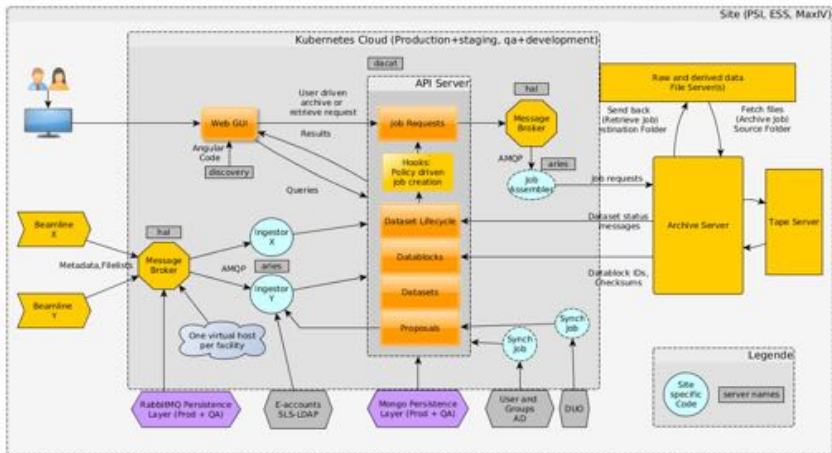 Site (PSI, ESS, MaxIV)
Kubernetes Cloud (Production+staging, qa+development)
dacat
API Server
hal
Raw and derived data
File Server(s)
User driven
archive or
retrieve request
Web GUI
Job Requests
Message
Broker
Send back
(Retrieve Job)
estination Folder
Fetch files
(Archive Job)
Source Folder
Results
Angular
Code
discovery
Hooks:
Policy driven
job creation
AMQP
aries
Job
Assembler
Job requests
Queries
Beamline
X
hal
Ingestor
X
Dataset Lifecycle
Dataset status
messages
Archive Server
Tape Server
Metadata,Filelists
Message
Broker
AMQP
aries
Datablocks
Ingestor
Y
Datablock IDs,
Checksums
Datasets
Beamline
Y
One virtual host
per facility
Proposals
Synch
Job
Synch
Job
Legende
Site
specific
Code
server names
RabbitMQ Persistence
Layer (Prod + QA)
E-accounts
SLS-LDAP
Mongo Persistence
Layer (Prod + QA)
User and
Groups
AD
DUO